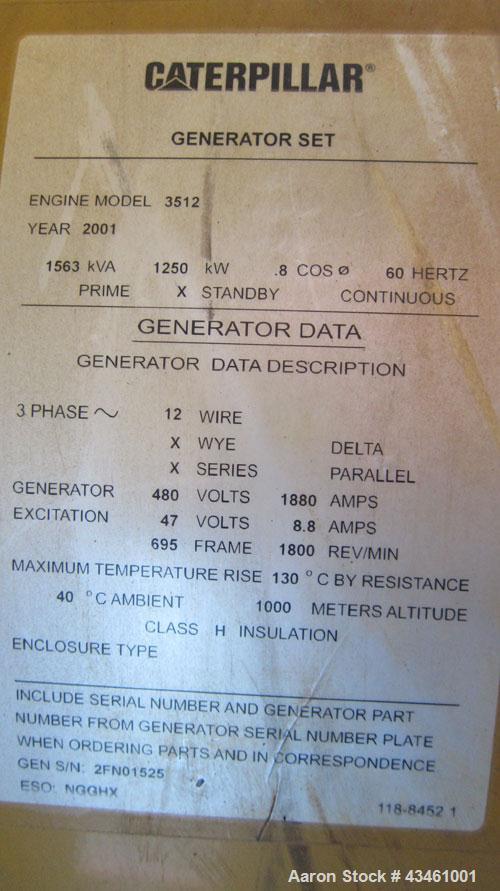 CATERPILLAR®
GENERATOR SET
ENGINE MODEL 3512
YEAR 2001
1563 kVA 1250 kW .8 COS ø 60 HERTZ
PRIME X STANDBY CONTINUOUS
GENERATOR DATA
GENERATOR DATA DESCRIPTION
3 PHASE ~ 12 WIRE
X WYE DELTA
X SERIES PARALLEL
GENERATOR 480 VOLTS 1880 AMPS
EXCITATION 47 VOLTS 8.8 AMPS
695 FRAME 1800 REV/MIN
MAXIMUM TEMPERATURE RISE 130 °C BY RESISTANCE
40 °C AMBIENT 1000 METERS ALTITUDE
CLASS H INSULATION
ENCLOSURE TYPE
INCLUDE SERIAL NUMBER AND GENERATOR PART
NUMBER FROM GENERATOR SERIAL NUMBER PLATE
WHEN ORDERING PARTS AND IN CORRESPONDENCE
GEN S/N: 2FN01525
ESO: NGGHX
118-8452 1
Aaron Stock # 43461001